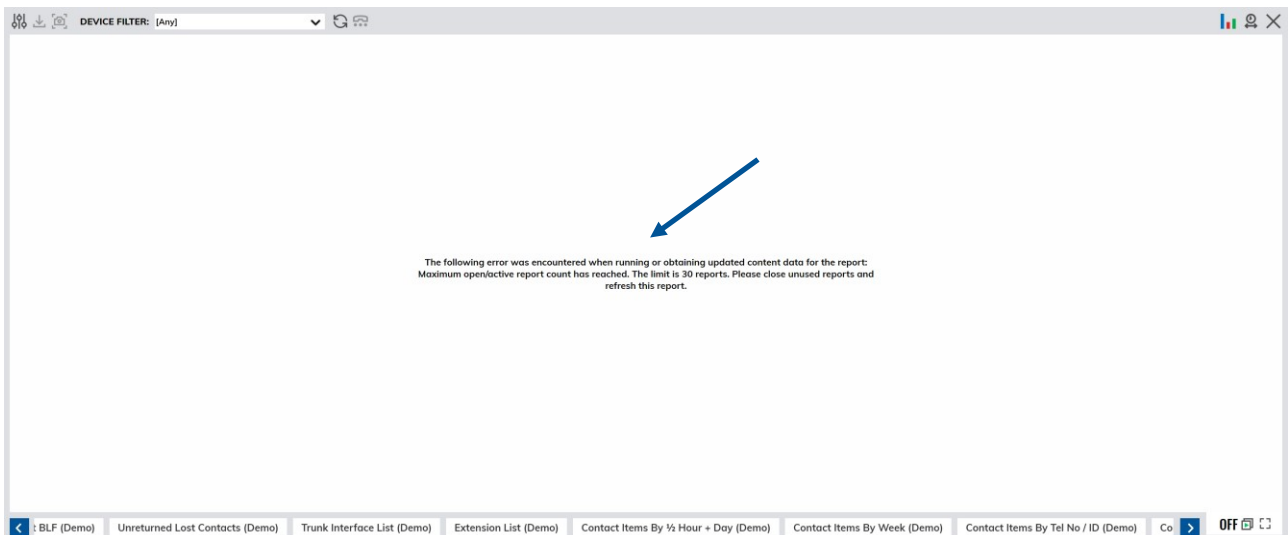 DEVICE FILTER: [Any]
The following error was encountered when running or obtaining updated content data for the report:
Maximum open/active report count has reached. The limit is 30 reports. Please close unused reports and
refresh this report.
BLF (Demo) Unreturned Lost Contacts (Demo) Trunk Interface List (Demo) Extension List (Demo) Contact Items By ½ Hour + Day (Demo) Contact Items By Week (Demo) Contact Items By Tel No / ID (Demo) Co OFF